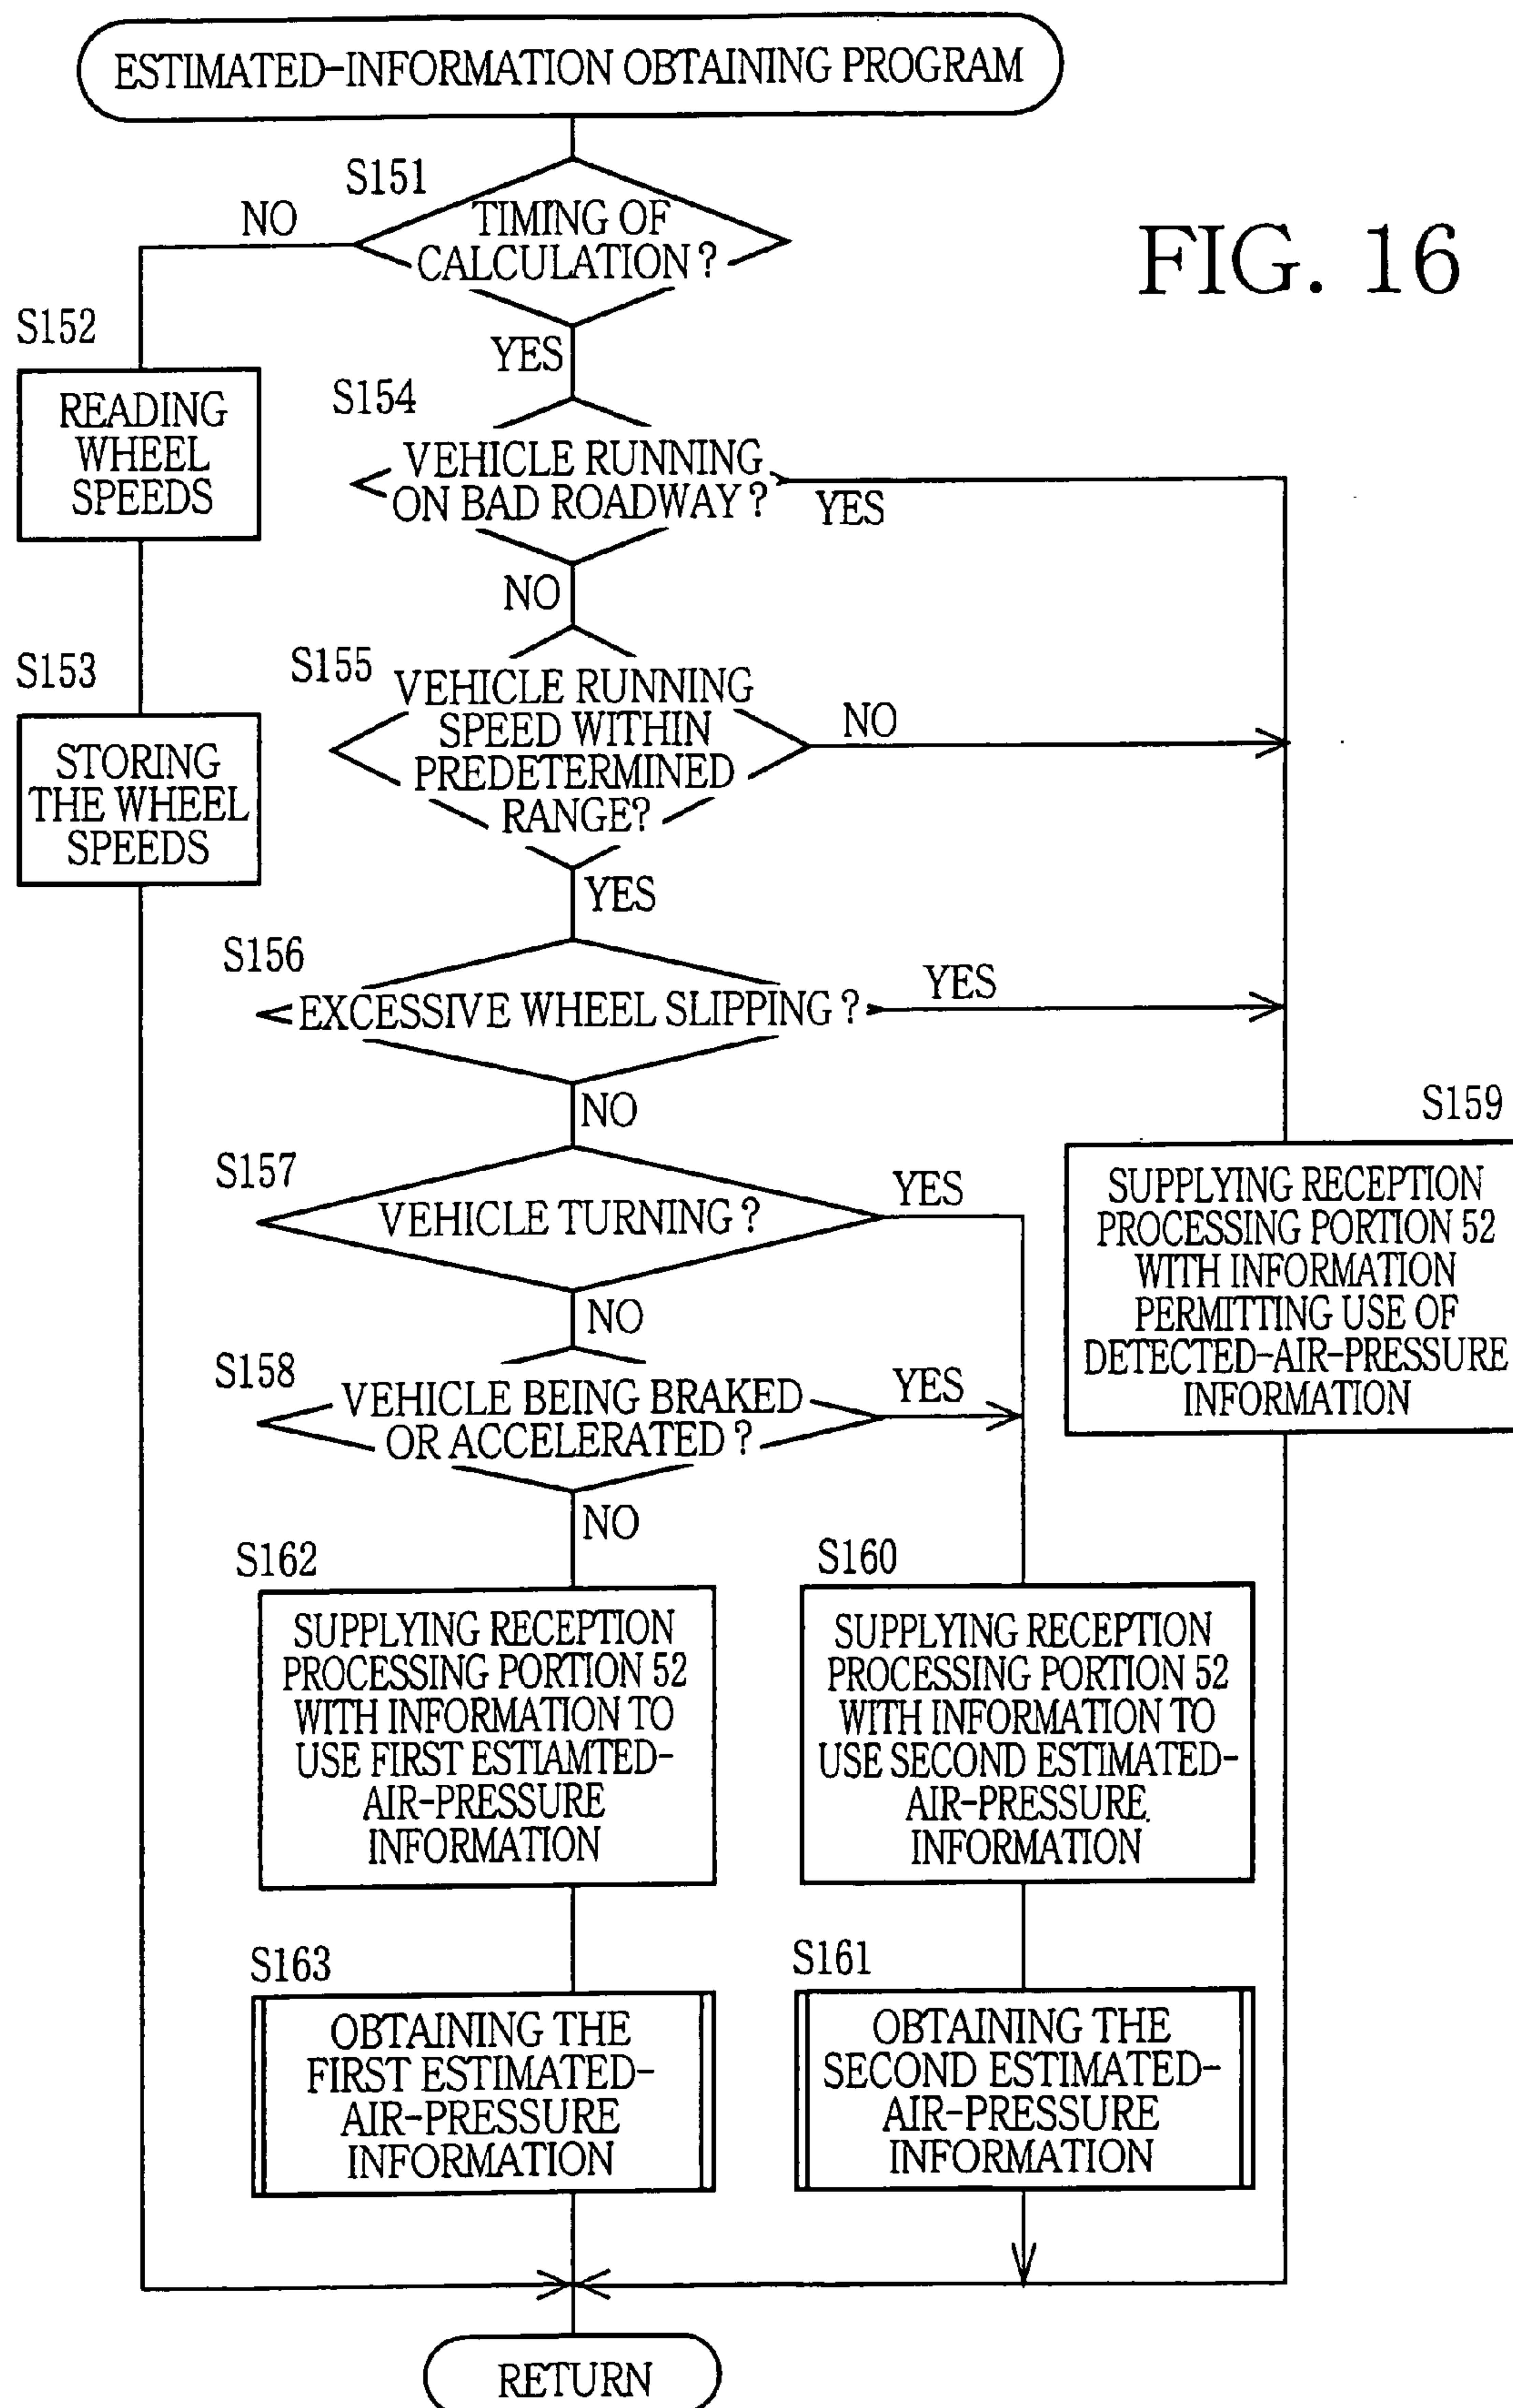 ESTIMATED-INFORMATION OBTAINING PROGRAM
FIG. 16
S151
TIMING OF
CALCULATION?
NO
YES
S152
READING
WHEEL
SPEEDS
S153
STORING
THE WHEEL
SPEEDS
S154
VEHICLE RUNNING
ON BAD ROADWAY?
YES
NO
S155
VEHICLE RUNNING
SPEED WITHIN
PREDETERMINED
RANGE?
NO
YES
S156
EXCESSIVE WHEEL SLIPPING?
YES
NO
S157
VEHICLE TURNING?
YES
NO
S158
VEHICLE BEING BRAKED
OR ACCELERATED?
YES
NO
S159
SUPPLYING RECEPTION
PROCESSING PORTION 52
WITH INFORMATION
PERMITTING USE OF
DETECTED-AIR-PRESSURE
INFORMATION
S162
SUPPLYING RECEPTION
PROCESSING PORTION 52
WITH INFORMATION TO
USE FIRST ESTIAMTED-
AIR-PRESSURE
INFORMATION
S160
SUPPLYING RECEPTION
PROCESSING PORTION 52
WITH INFORMATION TO
USE SECOND ESTIMATED-
AIR-PRESSURE
INFORMATION
S163
OBTAINING THE
FIRST ESTIMATED-
AIR-PRESSURE
INFORMATION
S161
OBTAINING THE
SECOND ESTIMATED-
AIR-PRESSURE
INFORMATION
RETURN